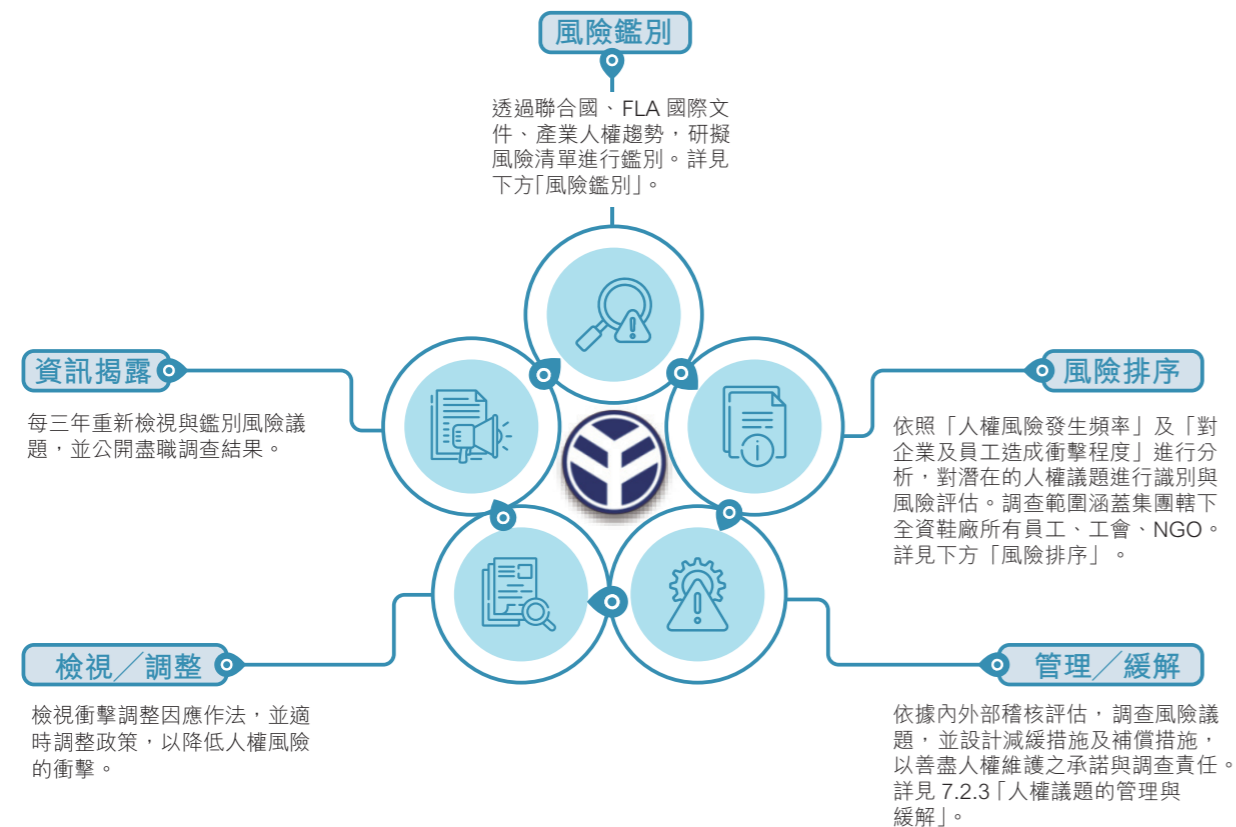 風險鑑別
透過聯合國、FLA 國際文
件、產業人權趨勢，研擬
風險清單進行鑑別。詳見
下方「風險鑑別」。
風險排序
依照「人權風險發生頻率」及「對
企業及員工造成衝擊程度」進行分
析，對潛在的人權議題進行識別與
風險評估。調查範圍涵蓋集團轄下
全資鞋廠所有員工、工會、NGO。
詳見下方「風險排序」。
管理／緩解
依據內外部稽核評估，調查風險議
題，並設計減緩措施及補償措施，
以善盡人權維護之承諾與調查責任。
詳見 7.2.3「人權議題的管理與
緩解」。
檢視／調整
檢視衝擊調整因應作法，並適
時調整政策，以降低人權風險
的衝擊。
資訊揭露
每三年重新檢視與鑑別風險議
題，並公開盡職調查結果。